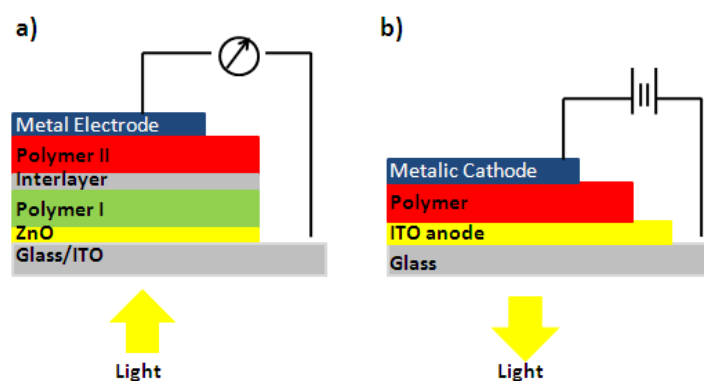 a)
Metal Electrode
Polymer II
Interlayer
Polymer I
ZnO
Glass/ITO
Light
b)
Metalic Cathode
Polymer
ITO anode
Glass
Light